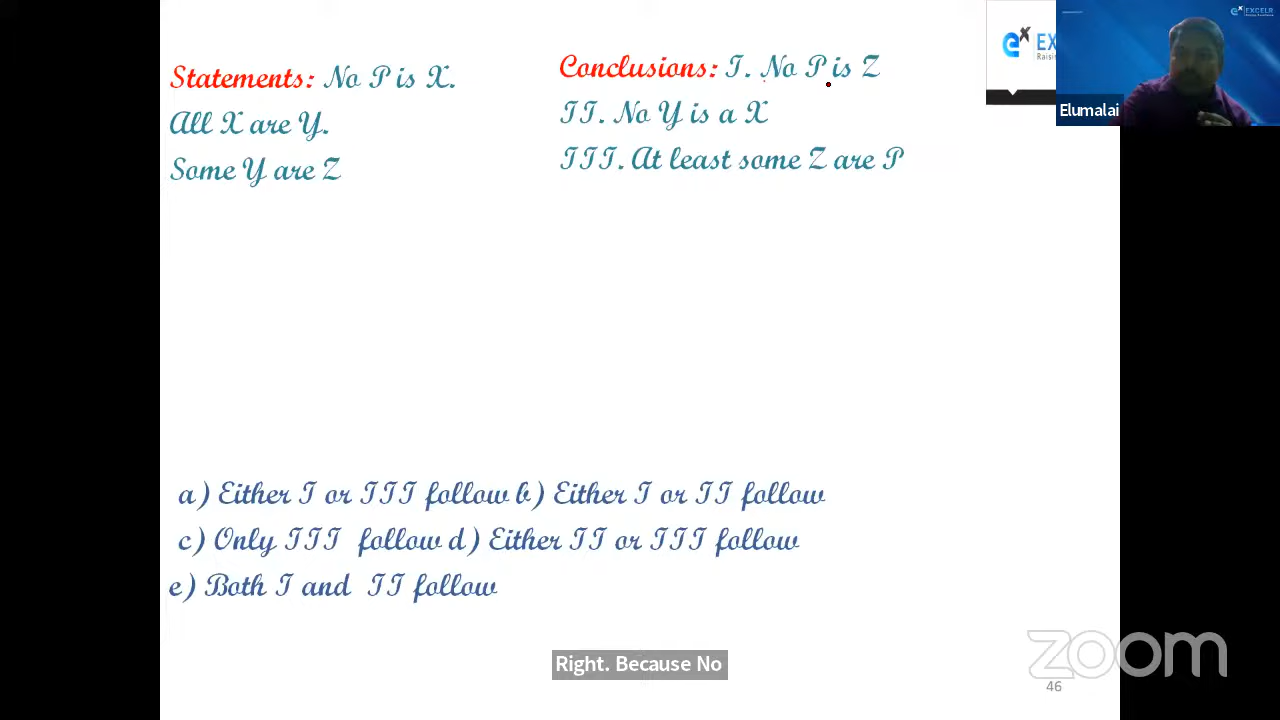 Statements: No P is X.
All X are Y.
Some Y are Z
Conclusions: I. No P is Z
II. No Y is a X
III. At least some Z are P
a) Either I or III follow b) Either I or II follow
c) Only III follow d) Either II or III follow
e) Both I and II follow
Right. Because No
Elumalai
EXCELR
zoom
46